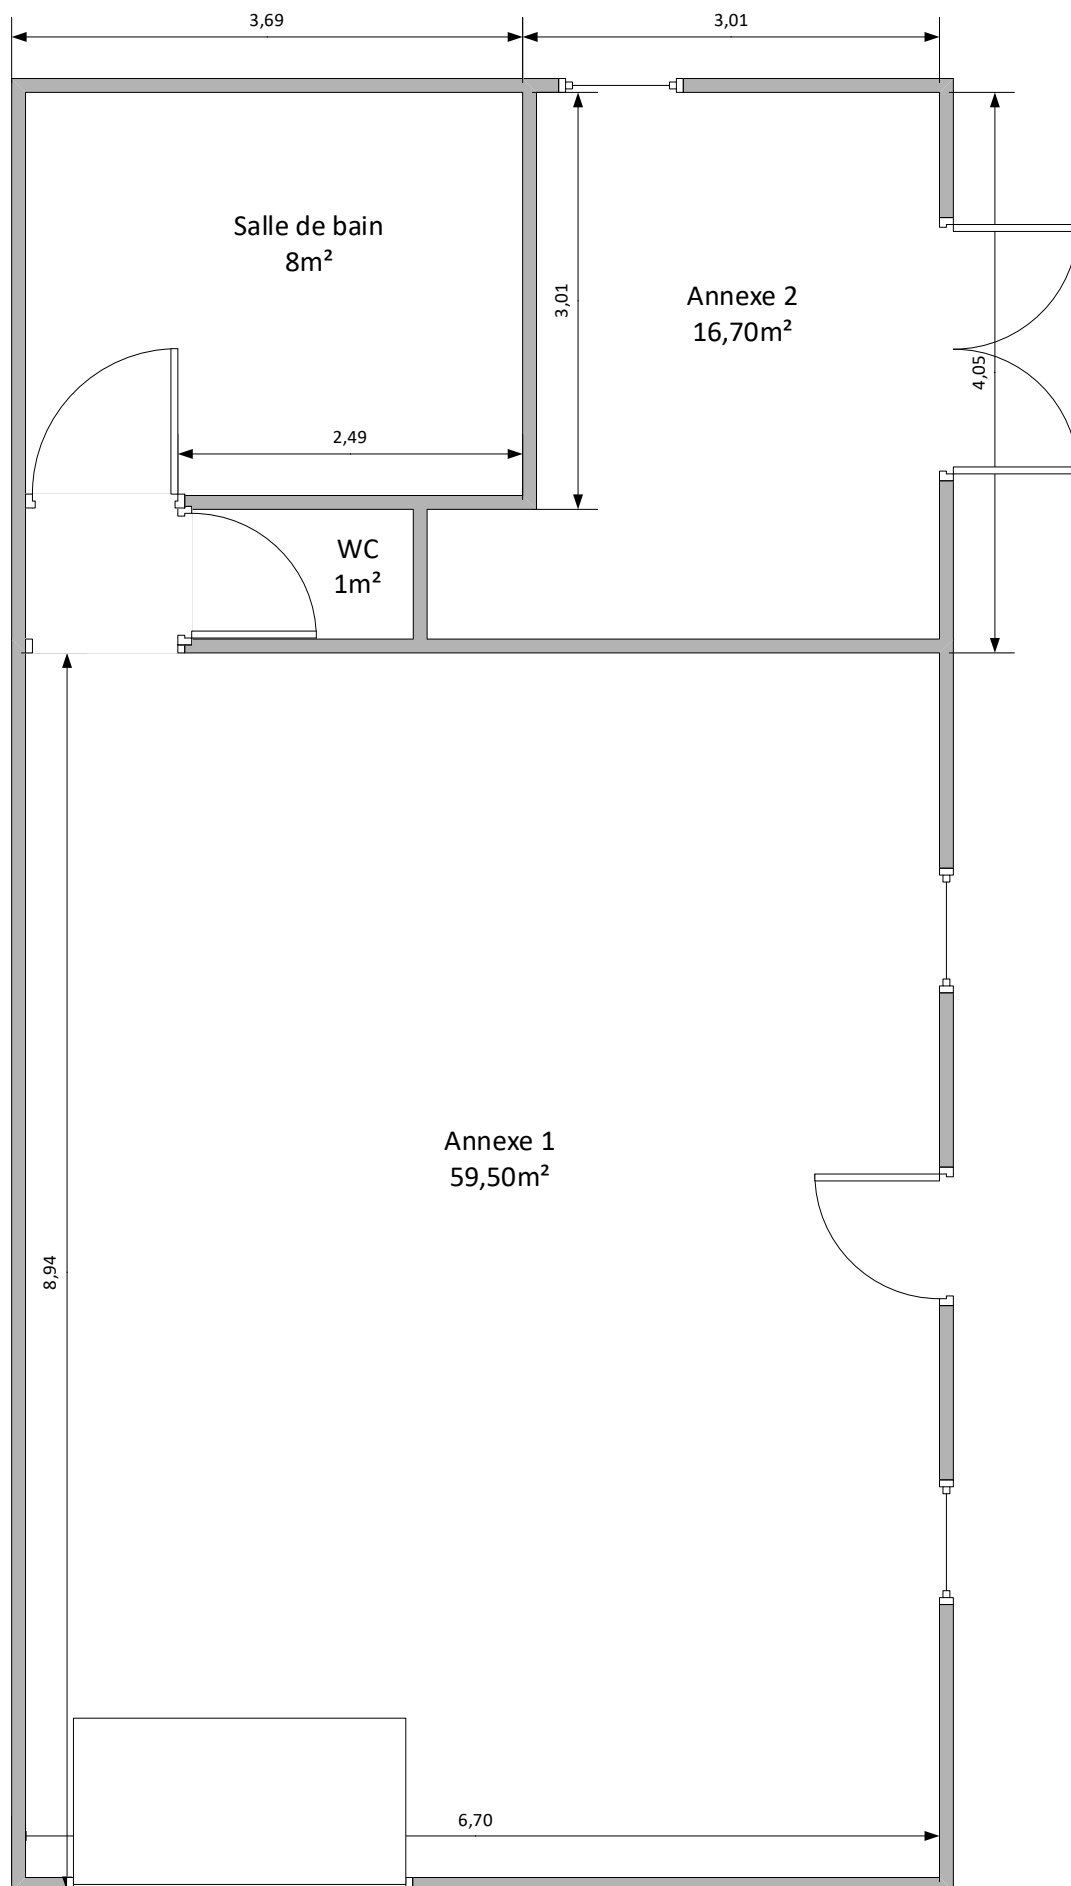 3,69
3,01
Salle de bain
8m²
3,01
Annexe 2
16,70m²
4,05
2,49
WC
1m²
Annexe 1
59,50m²
8,94
6,70